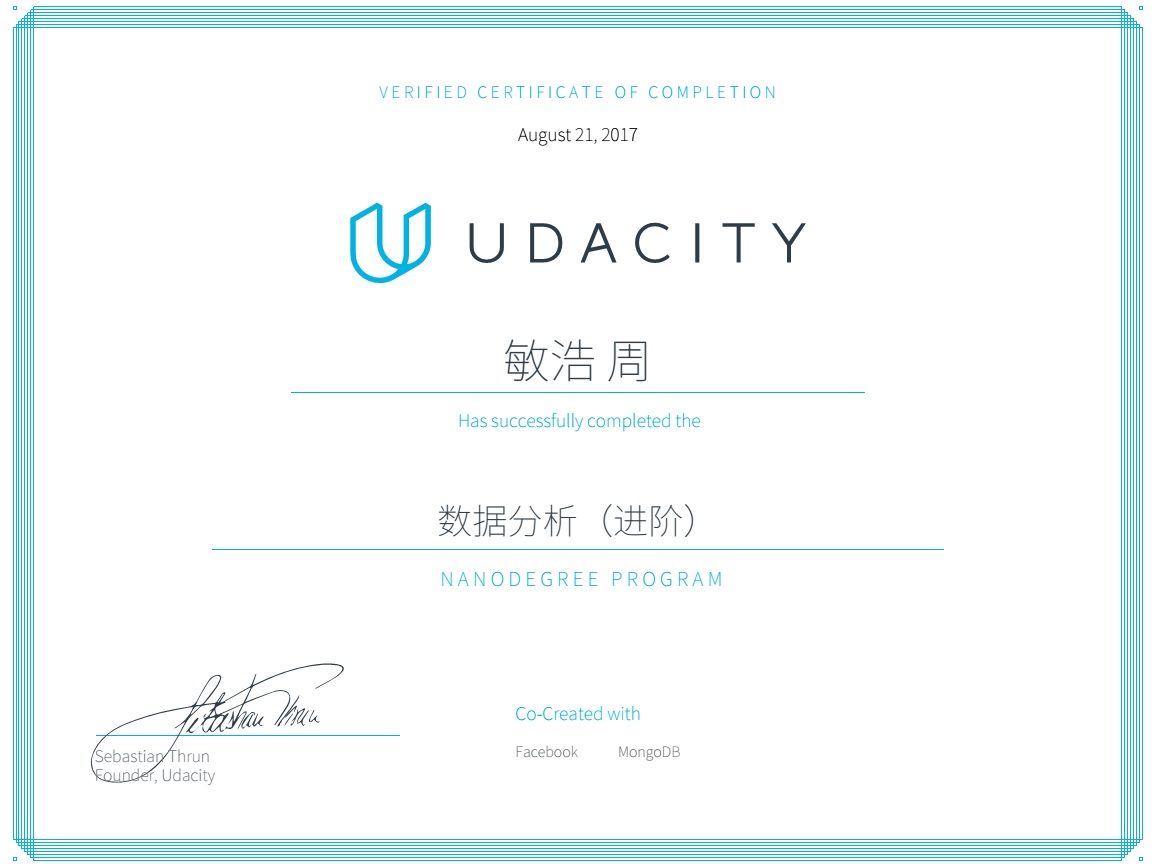 VERIFIED CERTIFICATE OF COMPLETION
August 21, 2017
UDACITY
敏浩 周
Has successfully completed the
数据分析（进阶）
NANODEGREE PROGRAM
Sebastian Thrun
Sebastian Thrun
Founder, Udacity
Co-Created with
Facebook MongoDB